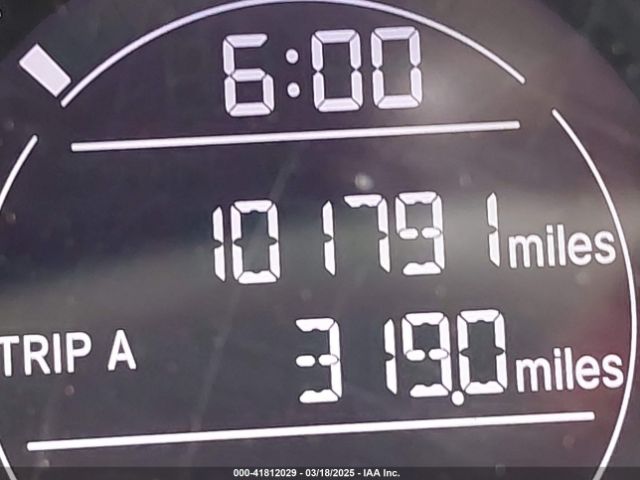 6:00
101791 miles
TRIP A 319.0 miles
000-41812029 - 03/18/2025 - IAA Inc.